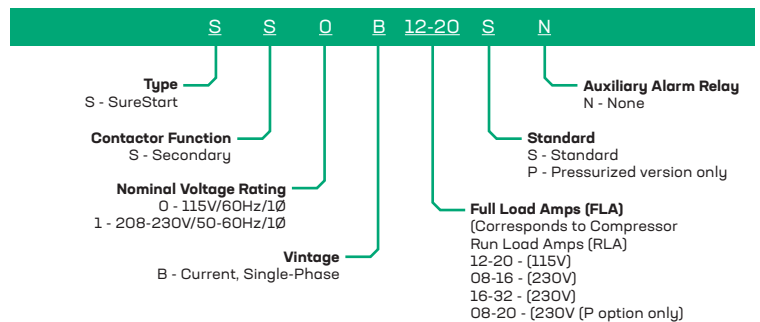 S S 0 B 12-20 S N
Type
S - SureStart
Contactor Function
S - Secondary
Nominal Voltage Rating
0 - 115V/60Hz/1Ø
1 - 208-230V/50-60Hz/1Ø
Vintage
B - Current, Single-Phase
Auxiliary Alarm Relay
N - None
Standard
S - Standard
P - Pressurized version only
Full Load Amps (FLA)
(Corresponds to Compressor
Run Load Amps (RLA)
12-20 - (115V)
08-16 - (230V)
16-32 - (230V)
08-20 - (230V (P option only)